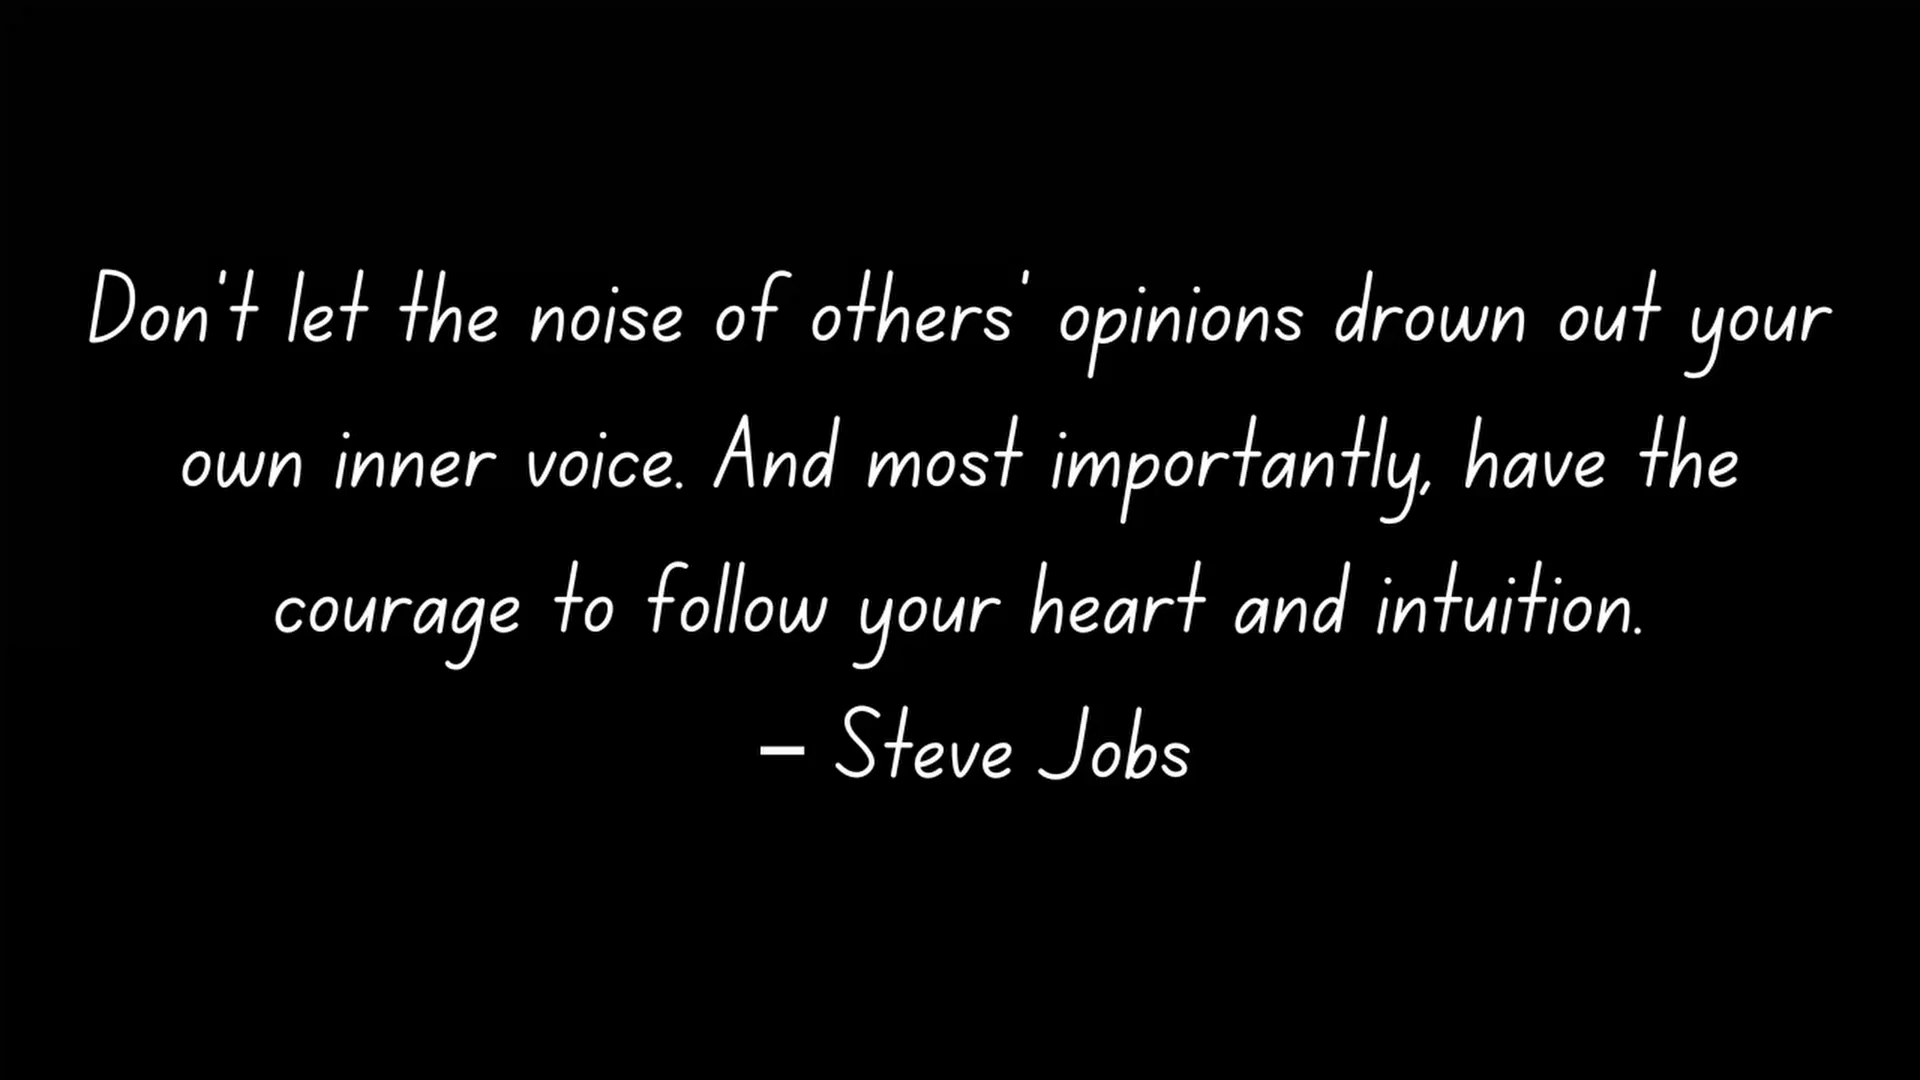 Don't let the noise of others' opinions drown out your
own inner voice. And most importantly, have the
courage to follow your heart and intuition.
– Steve Jobs